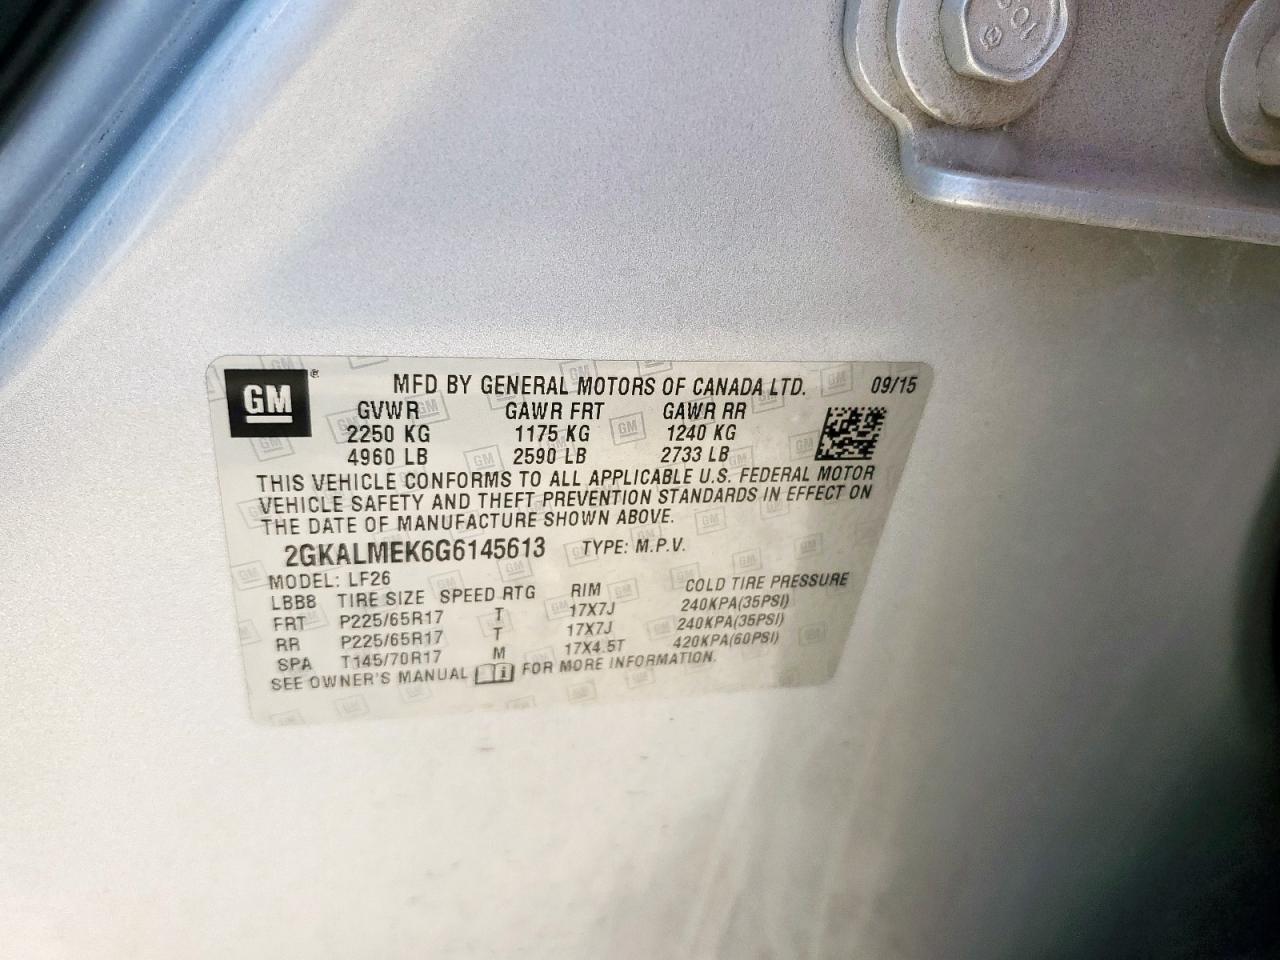 GM®
MFD BY GENERAL MOTORS OF CANADA LTD. 09/15
GVWR GAWR FRT GAWR RR
2250 KG 1175 KG 1240 KG
4960 LB 2590 LB 2733 LB
THIS VEHICLE CONFORMS TO ALL APPLICABLE U.S. FEDERAL MOTOR
VEHICLE SAFETY AND THEFT PREVENTION STANDARDS IN EFFECT ON
THE DATE OF MANUFACTURE SHOWN ABOVE.
2GKALMEK6G6145613 TYPE: M.P.V.
MODEL: LF26
LBBB TIRE SIZE SPEED RTG RIM COLD TIRE PRESSURE
FRT P225/65R17 T 17X7J 240KPA(35PSI)
RR P225/65R17 T 17X7J 240KPA(35PSI)
SPA T145/70R17 M 17X4.5T 420KPA(60PSI)
SEE OWNER'S MANUAL i FOR MORE INFORMATION.